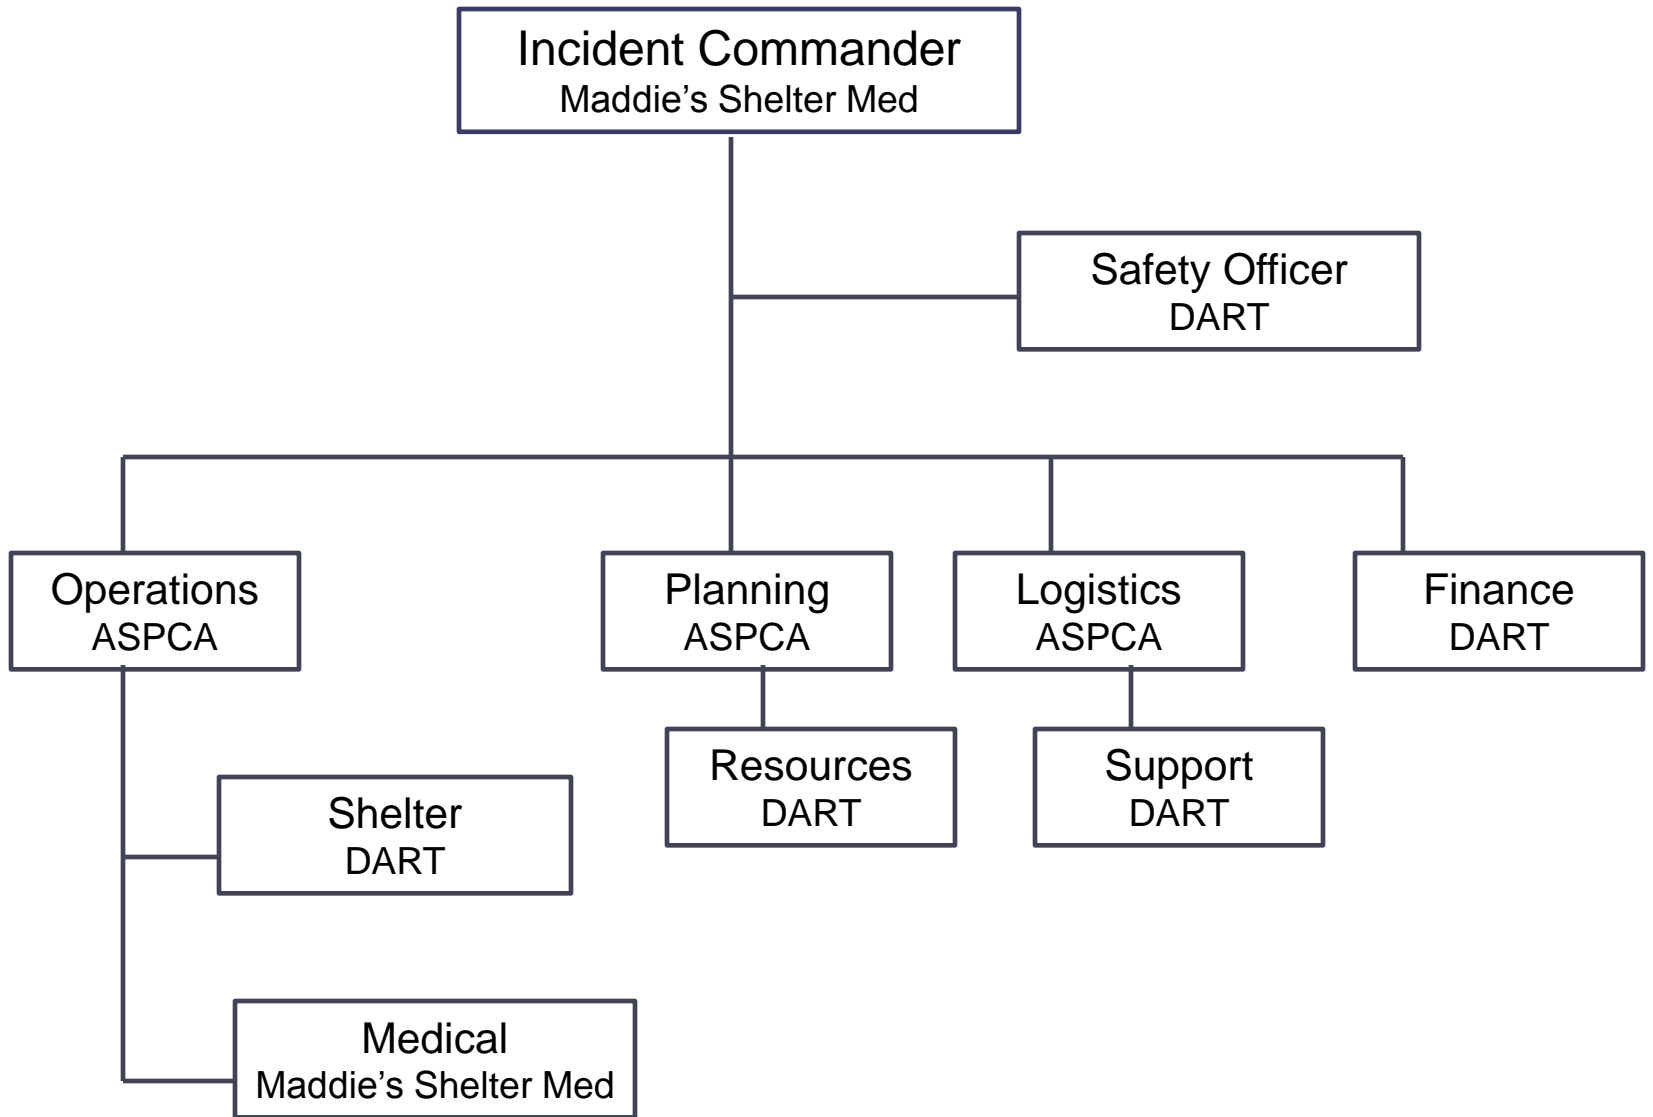 Incident Commander
Maddie’s Shelter Med
Safety Officer
DART
Operations
ASPCA
Planning
ASPCA
Logistics
ASPCA
Finance
DART
Resources
DART
Support
DART
Shelter
DART
Medical
Maddie’s Shelter Med